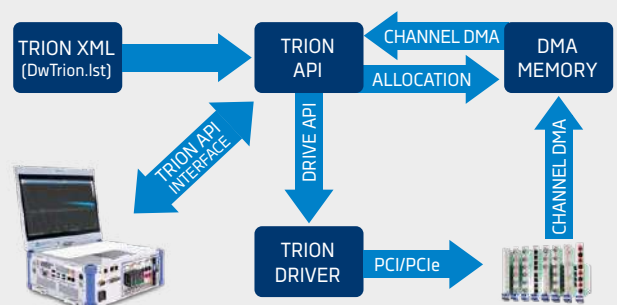 TRION XML
(DwTrion.lst)
TRION
API
CHANNEL DMA
ALLOCATION
DMA
MEMORY
TRION API
INTERFACE
DRIVE API
CHANNEL DMA
TRION
DRIVER
PCI/PCIe